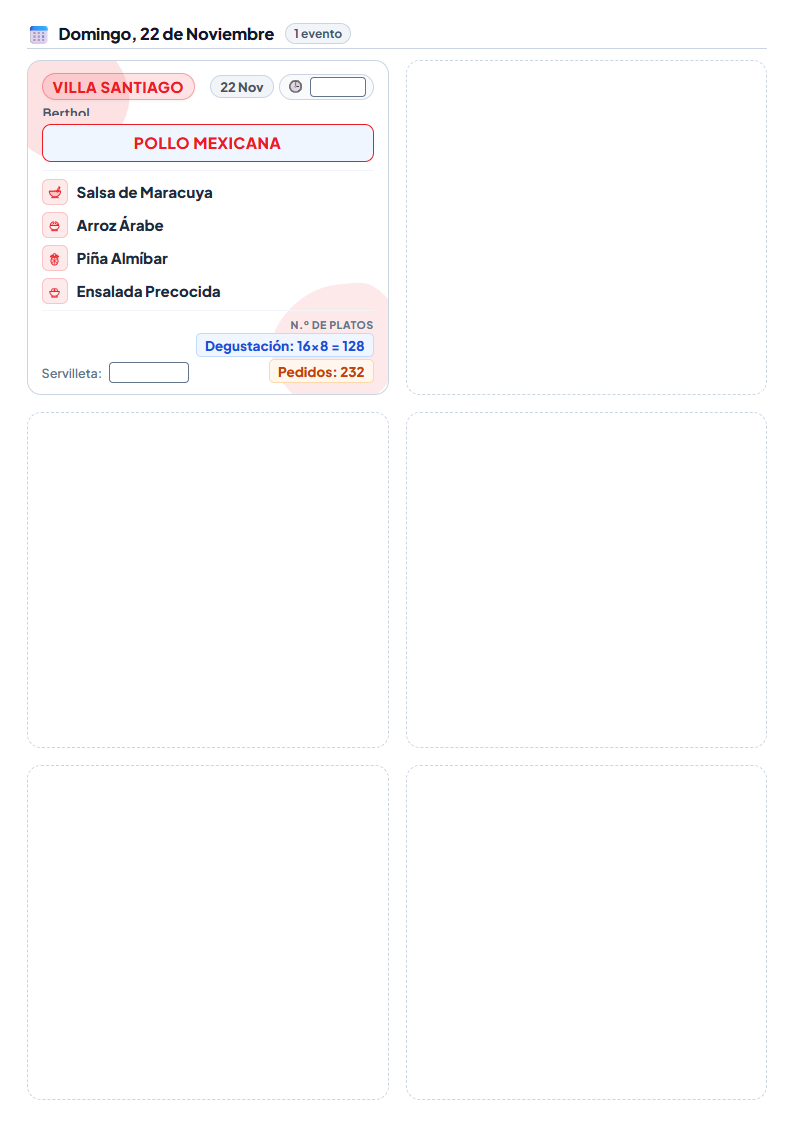 Domingo, 22 de Noviembre 1 evento
VILLA SANTIAGO 22 Nov
Berthol
POLLO MEXICANA
Salsa de Maracuya
Arroz Árabe
Piña Almíbar
Ensalada Precocida
N.º DE PLATOS
Degustación: 16×8 = 128
Servilleta: Pedidos: 232